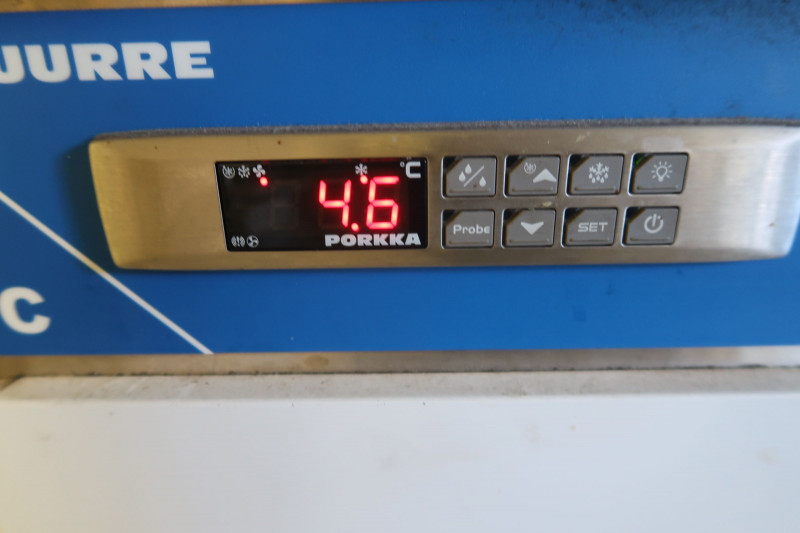 JURRE
°C
4.6
PORKKA
Probe
SET
C